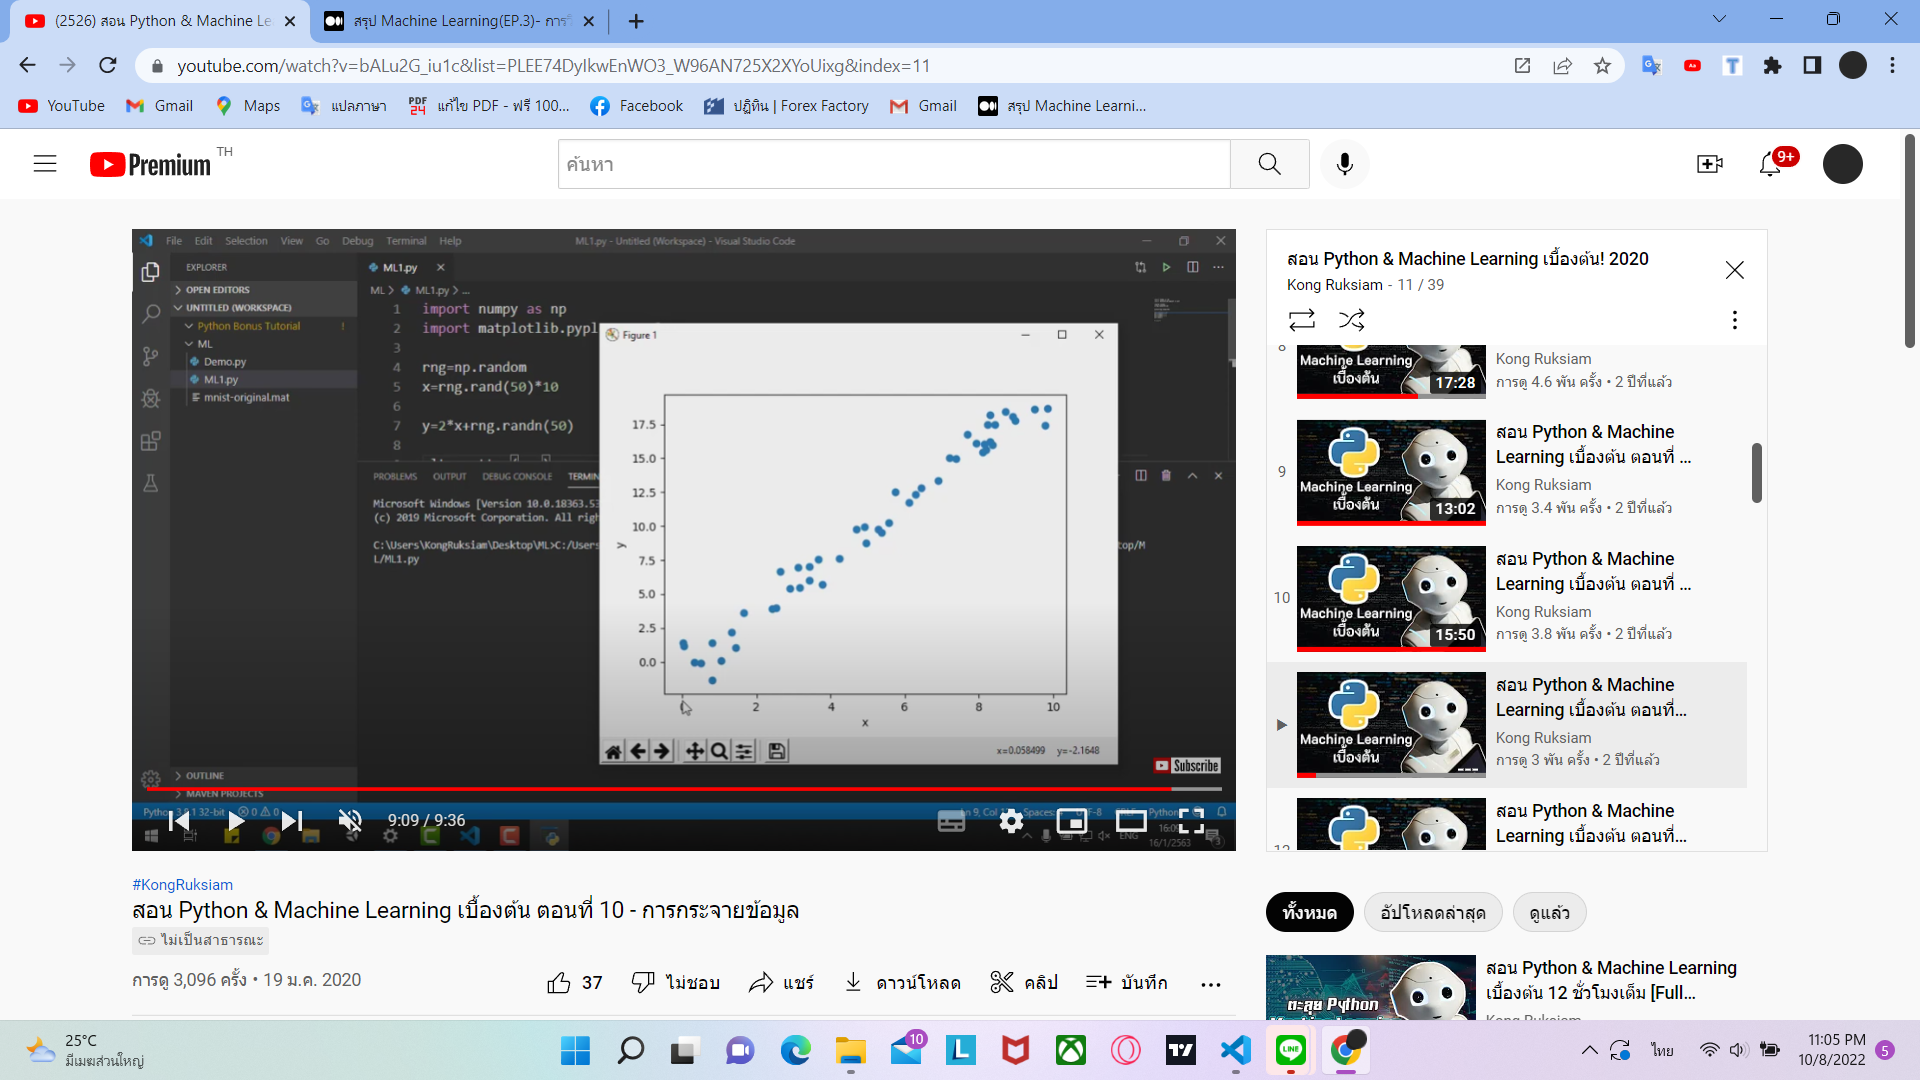 (2526) สอน Python & Machine Le
สรุป Machine Learning(EP.3)- การ
youtube.com/watch?v=bALu2G_iu1c&list=PLEE74DyIkwEnWO3_W96AN725X2XYoUixg&index=11
YouTube
Gmail
Maps
แปลภาษา
แก้ไข PDF - ฟรี 100...
Facebook
ปฏิทิน | Forex Factory
Gmail
สรุป Machine Learni...
Premium TH
ค้นหา
9+
File Edit Selection View Go Debug Terminal Help
ML1.py - Untitled (Workspace) - Visual Studio Code
EXPLORER
OPEN EDITORS
UNTITLED (WORKSPACE)
Python Bonus Tutorial
!
ML
Demo.py
ML1.py
mnist-original.mat
OUTLINE
MAVEN PROJECTS
ML1.py
ML > ML1.py > ...
1 import numpy as np
2 import matplotlib.pypl
3
4 rng=np.random
5 x=rng.rand(50)*10
6
7 y=2*x+rng.randn(50)
8
PROBLEMS OUTPUT DEBUG CONSOLE TERMIN
Microsoft Windows [Version 10.0.18363.53
(c) 2019 Microsoft Corporation. All righ
C:\Users\KongRuksiam\Desktop\ML>C:/Users
top/M
L/ML1.py
Figure 1
17.5
15.0
12.5
10.0
7.5
5.0
2.5
0.0
y
2 4 6 8 10
x
x=0.058499 y=-2.1648
Subscribe
9:09 / 9:36
16/1/2563
สอน Python & Machine Learning เบื้องต้น! 2020
Kong Ruksiam - 11 / 39
8
Machine Learning
เบื้องต้น
17:28
Kong Ruksiam
การดู 4.6 พัน ครั้ง • 2 ปีที่แล้ว
9
Machine Learning
เบื้องต้น
13:02
สอน Python & Machine
Learning เบื้องต้น ตอนที่ ...
Kong Ruksiam
การดู 3.4 พัน ครั้ง • 2 ปีที่แล้ว
10
Machine Learning
เบื้องต้น
15:50
สอน Python & Machine
Learning เบื้องต้น ตอนที่ ...
Kong Ruksiam
การดู 3.8 พัน ครั้ง • 2 ปีที่แล้ว
Machine Learning
เบื้องต้น
สอน Python & Machine
Learning เบื้องต้น ตอนที่...
Kong Ruksiam
การดู 3 พัน ครั้ง • 2 ปีที่แล้ว
สอน Python & Machine
Learning เบื้องต้น ตอนที่...
#KongRuksiam
สอน Python & Machine Learning เบื้องต้น ตอนที่ 10 - การกระจายข้อมูล
ไม่เป็นสาธารณะ
การดู 3,096 ครั้ง • 19 ม.ค. 2020
37
ไม่ชอบ
แชร์
ดาวน์โหลด
คลิป
บันทึก
ทั้งหมด
อัปโหลดล่าสุด
ดูแล้ว
ตะลุย Python
สอน Python & Machine Learning
เบื้องต้น 12 ชั่วโมงเต็ม [Full...
25°C
มีเมฆส่วนใหญ่
10
LINE
ไทย
11:05 PM
10/8/2022
5